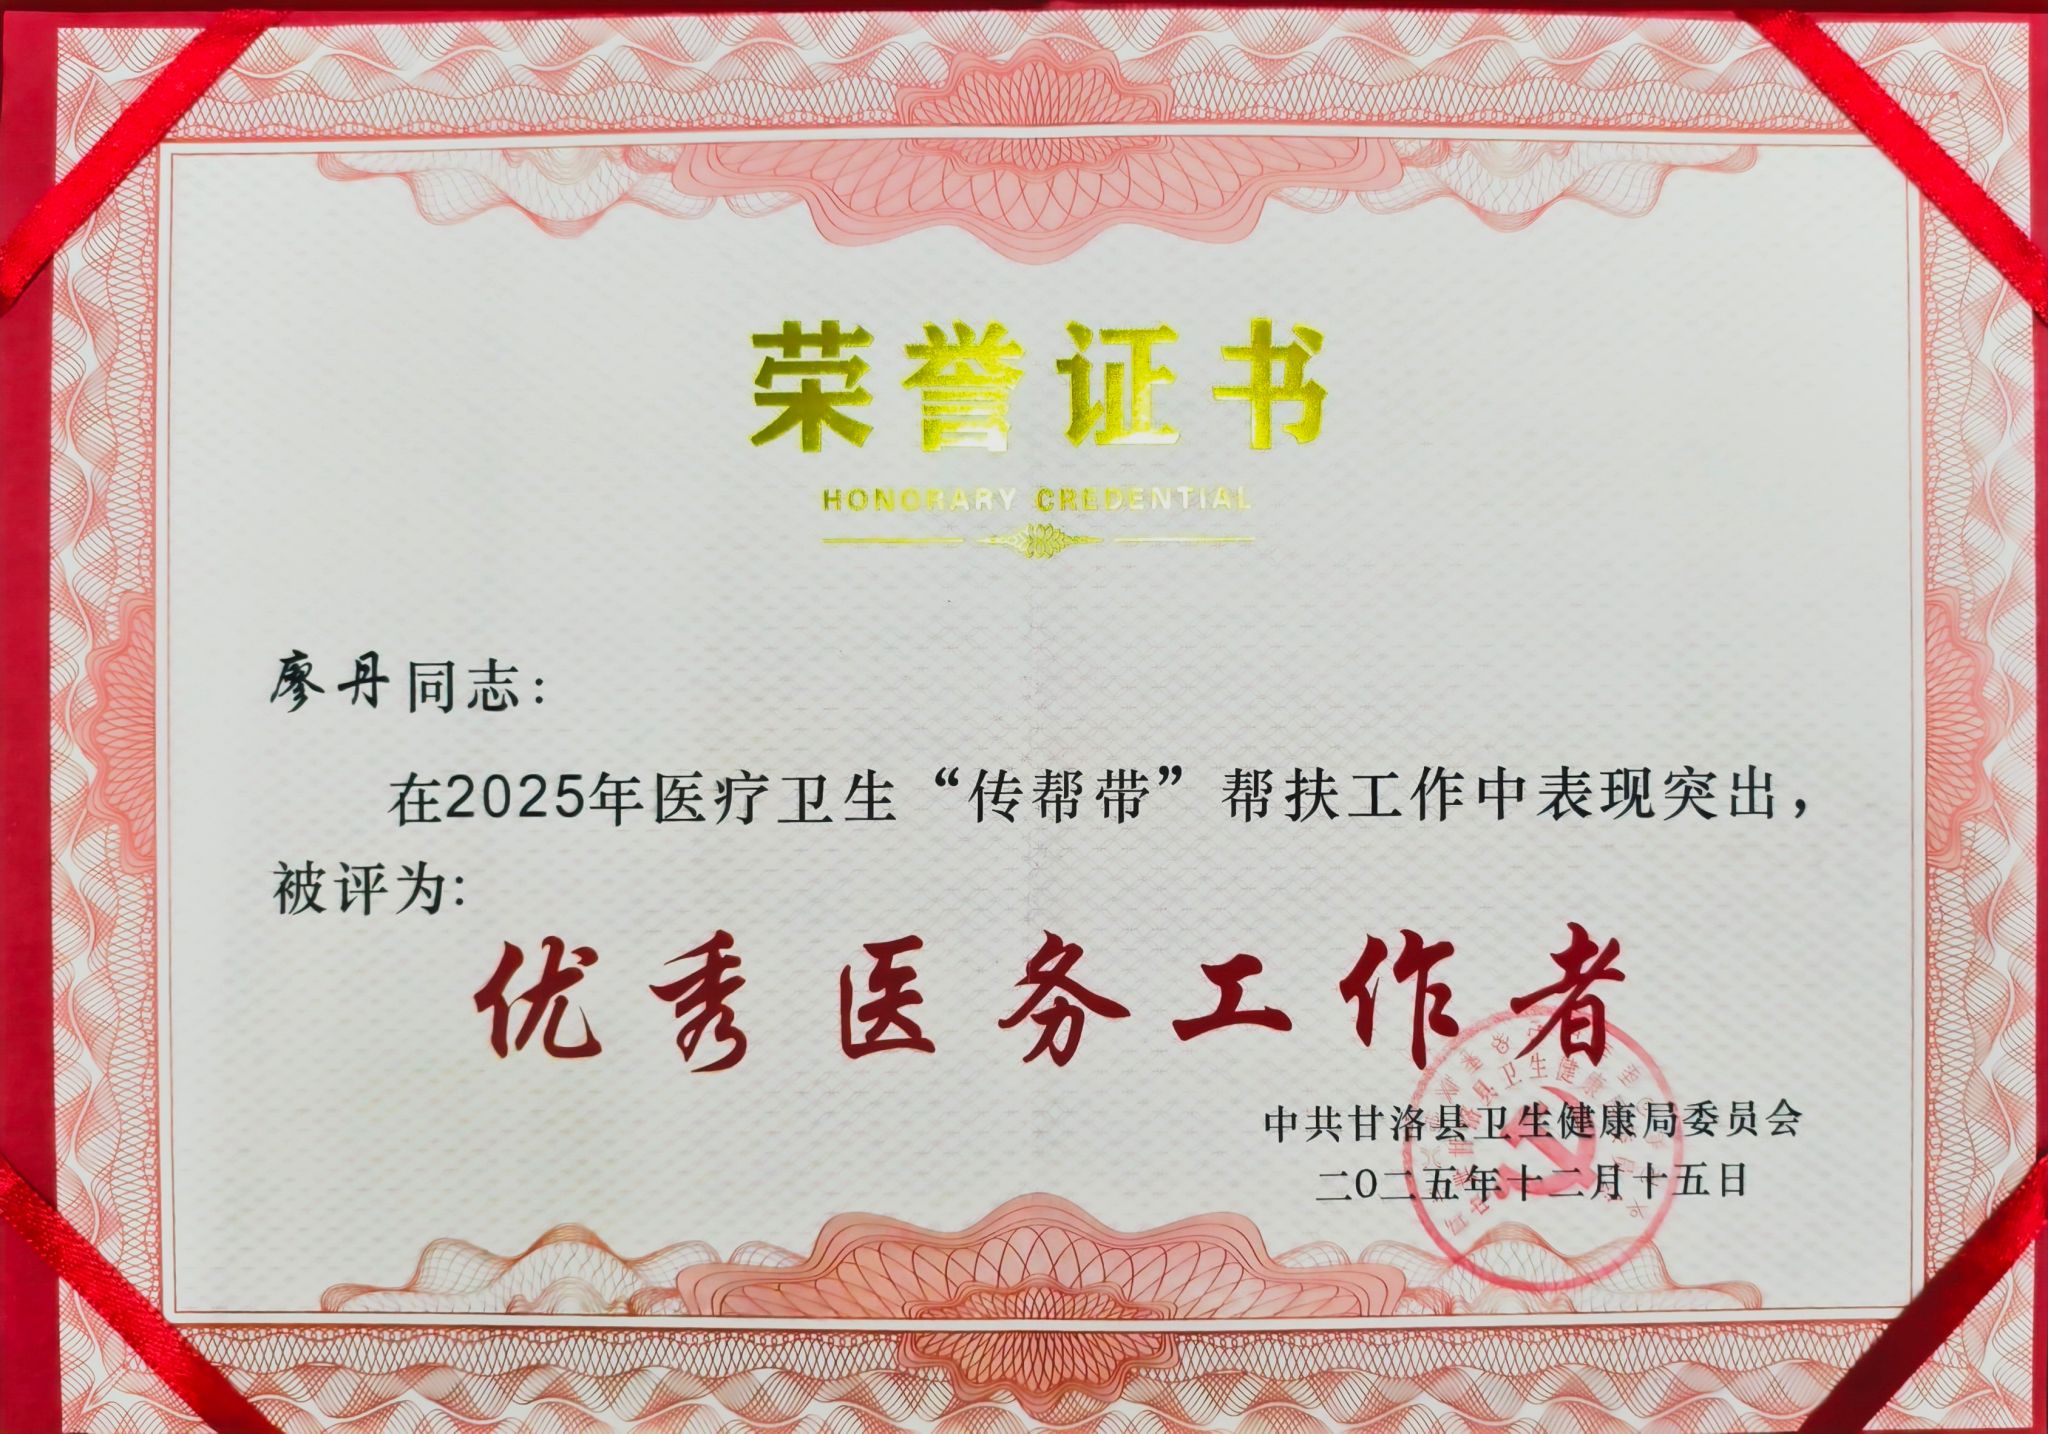 荣誉证书
HONORARY CREDENTIAL
廖丹同志：
在2025年医疗卫生“传帮带”帮扶工作中表现突出，
被评为:
优秀医务工作者
中共甘洛县卫生健康局委员会
二0二五年十二月十五日